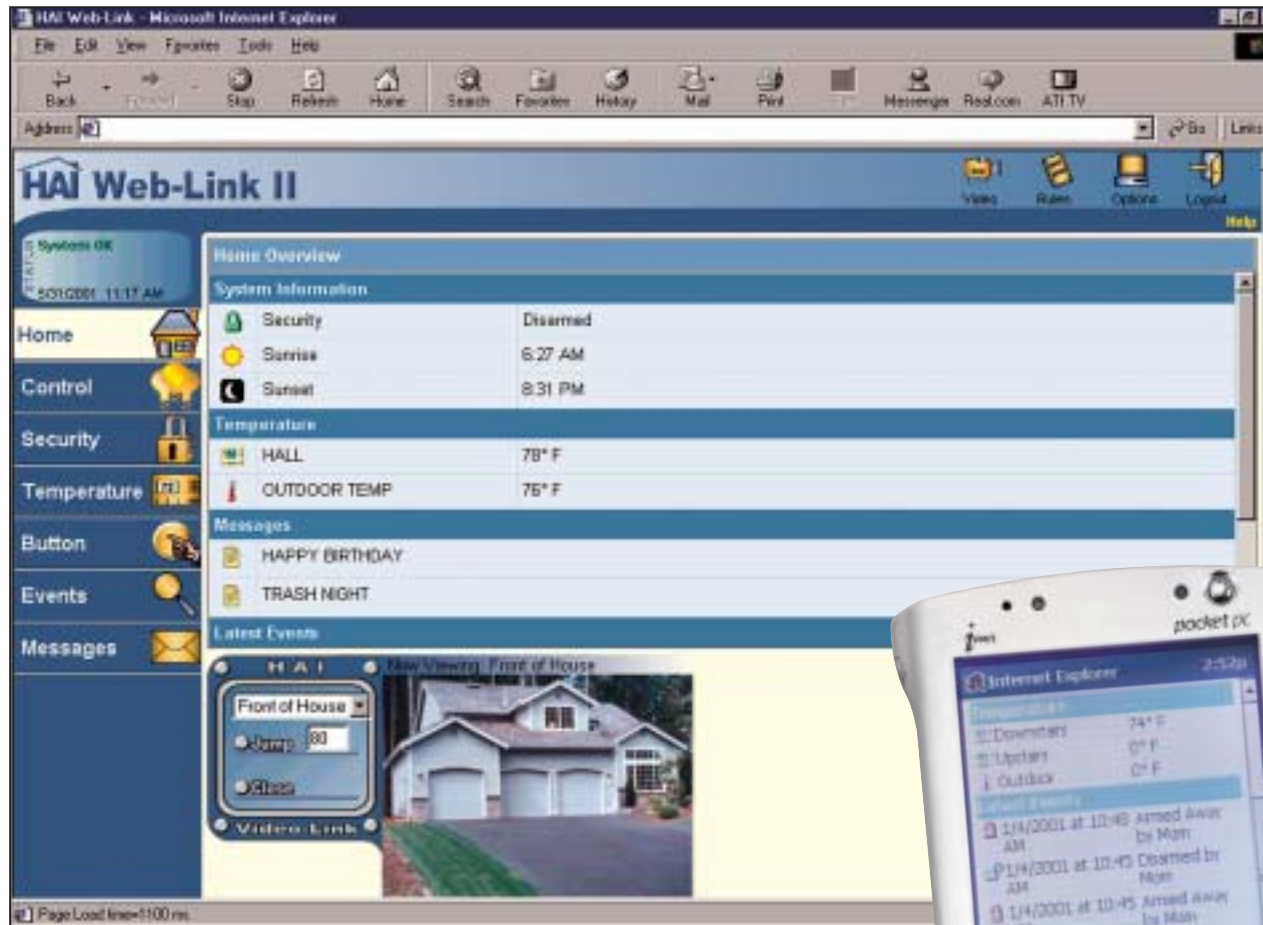 HAI Web-Link - Microsoft Internet Explorer
File Edit View Favorites Tools Help
Back Forward Stop Refresh Home Search Favorites History Mail Print Messenger Real.com ATI TV
Address Go Links
HAI Web-Link II
Video Rules Options Logout
Help
STATUS
System OK
5/31/2001 11:17 AM
Home
Control
Security
Temperature
Button
Events
Messages
Home Overview
System Information
Security Disarmed
Sunrise 6:27 AM
Sunset 8:31 PM
Temperature
HALL 78° F
OUTDOOR TEMP 76° F
Messages
HAPPY BIRTHDAY
TRASH NIGHT
Latest Events
HAI
Now Viewing: Front of House
Front of House
Jump 80
Close
Video-Link
Page Load time=1100 ms.
pocket pc
Internet Explorer 2:52p
Temperature
Downstairs 74° F
Upstairs 0° F
Outdoor 0° F
Latest Events
1/4/2001 at 10:48 Armed Away
AM by Mom
1/4/2001 at 10:45 Disarmed by
AM Mom
1/4/2001 at 10:45 Armed Away
by Mom